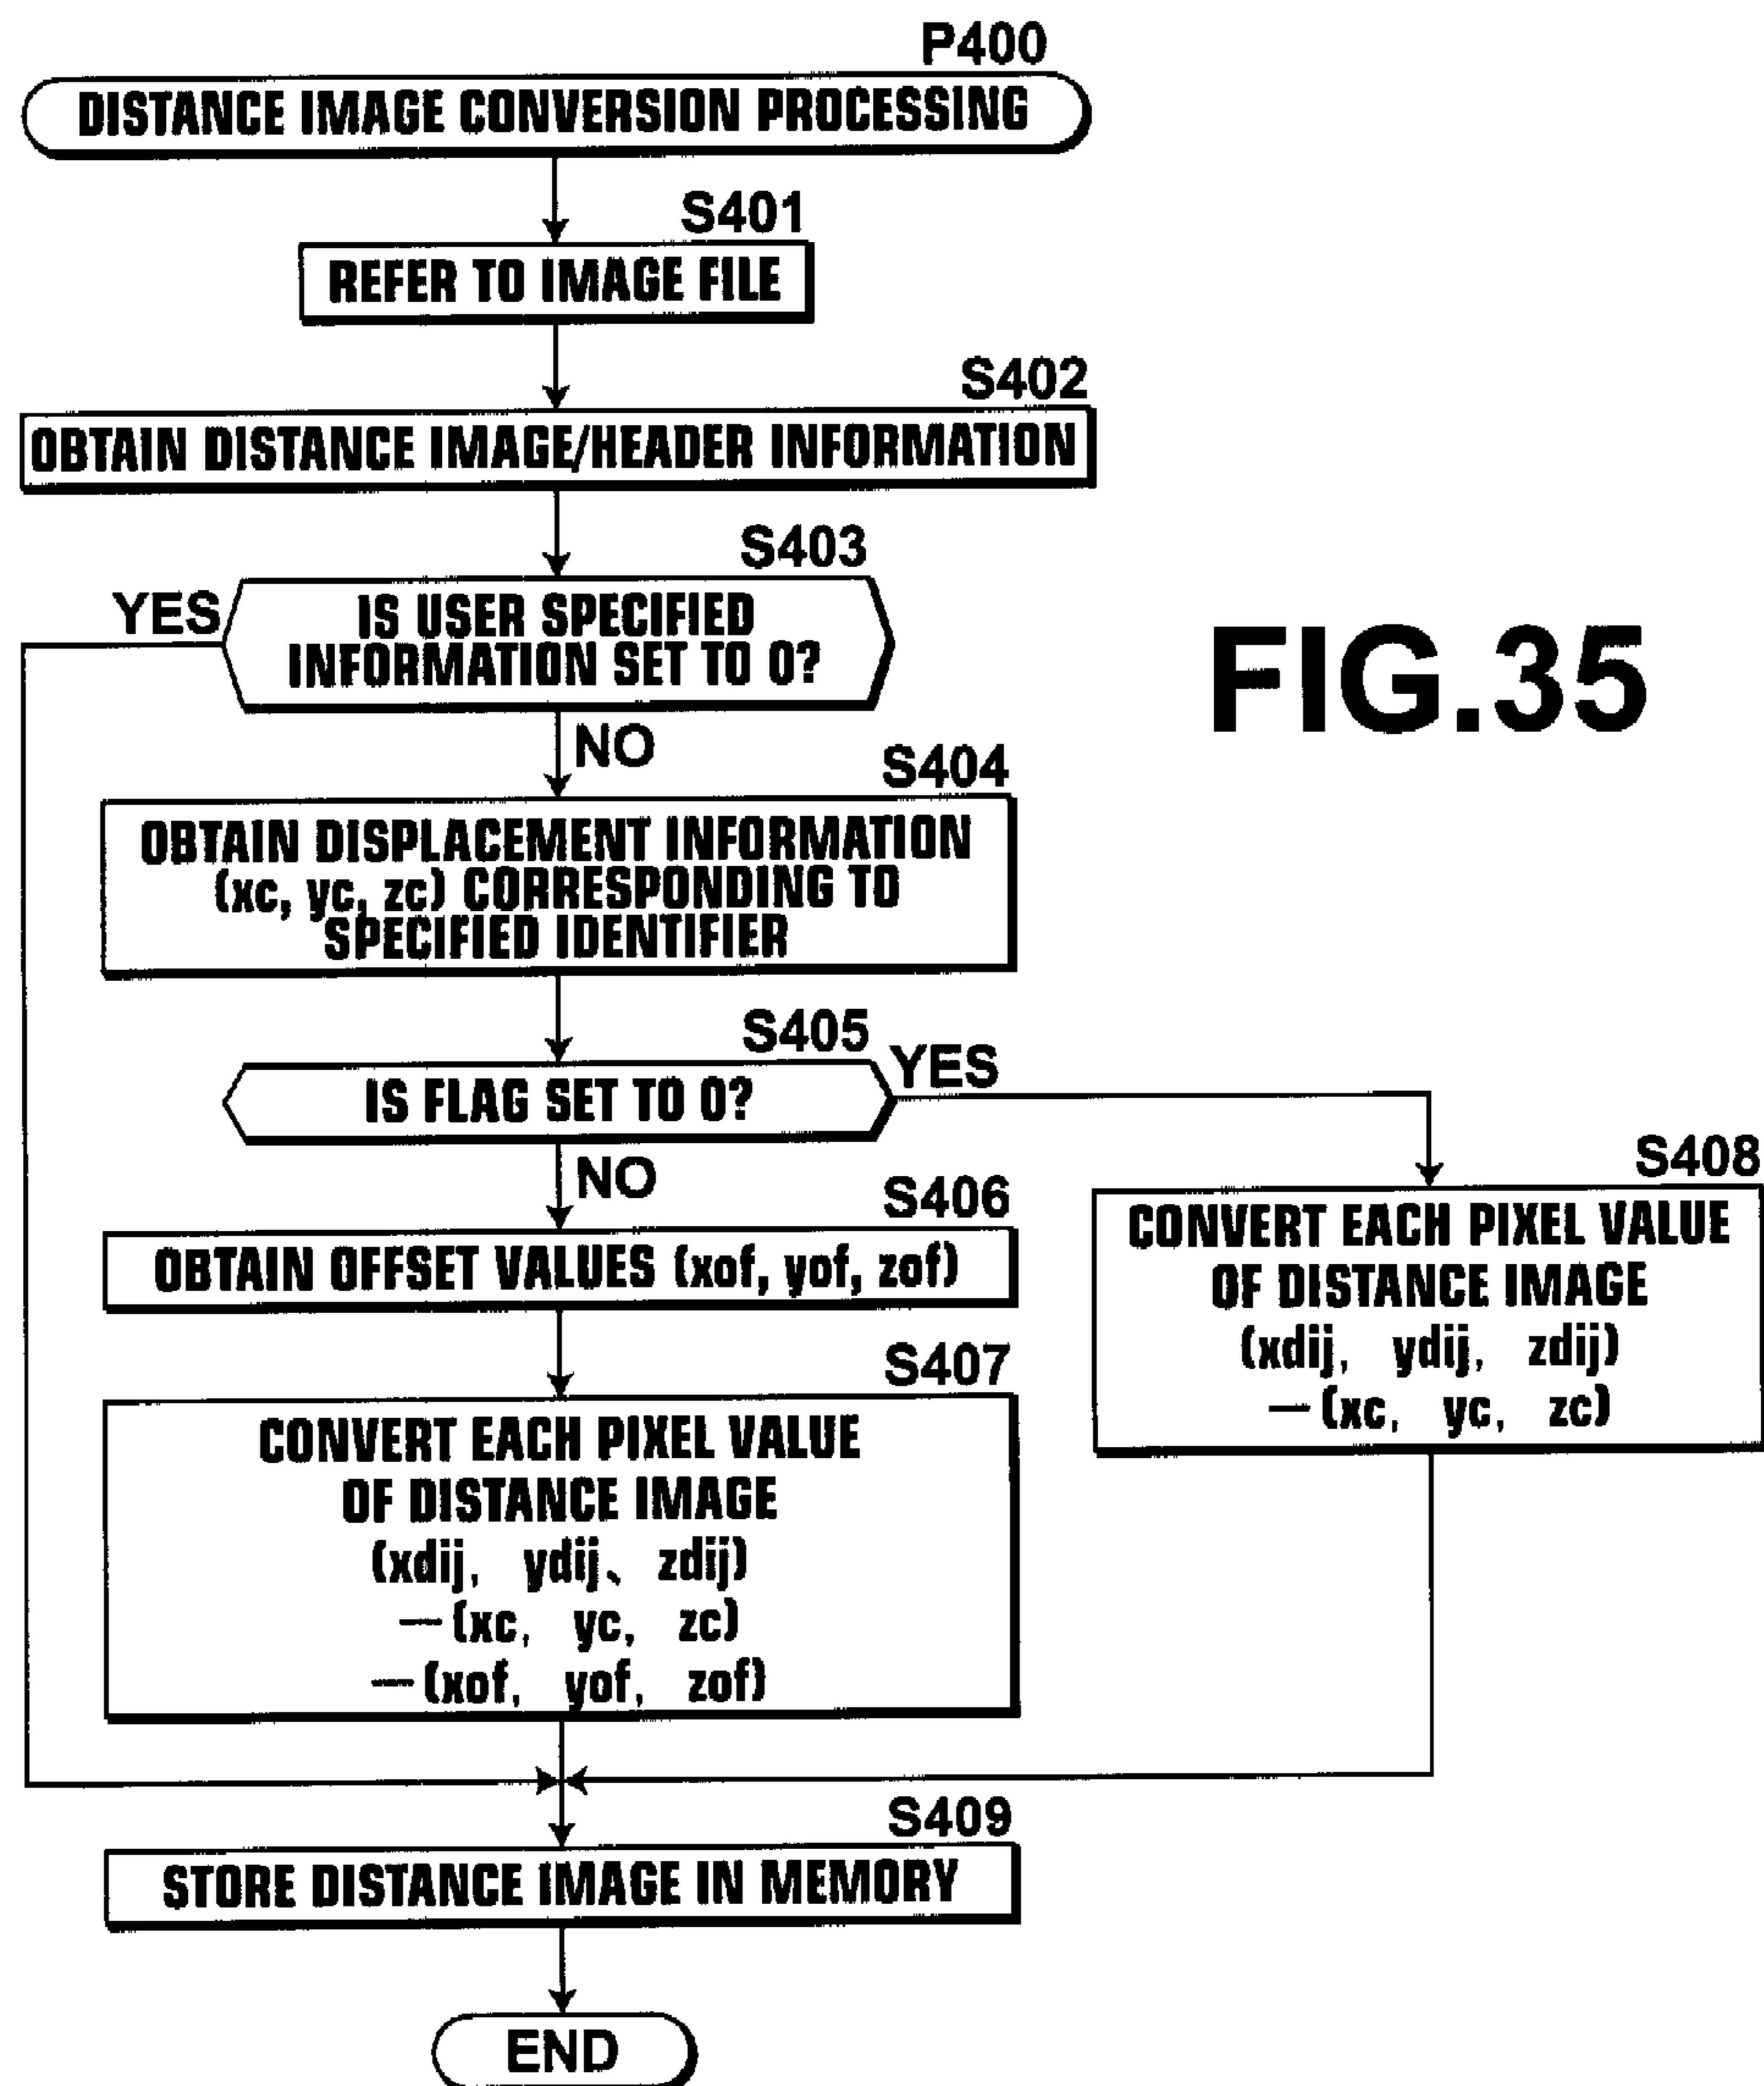 P400
DISTANCE IMAGE CONVERSION PROCESSING
S401
REFER TO IMAGE FILE
S402
OBTAIN DISTANCE IMAGE/HEADER INFORMATION
S403
YES
IS USER SPECIFIED
INFORMATION SET TO 0?
FIG.35
NO
S404
OBTAIN DISPLACEMENT INFORMATION
(xc, yc, zc) CORRESPONDING TO
SPECIFIED IDENTIFIER
S405
IS FLAG SET TO 0?
YES
NO
S406
OBTAIN OFFSET VALUES (xof, yof, zof)
S408
CONVERT EACH PIXEL VALUE
OF DISTANCE IMAGE
(xdij, ydij, zdij)
—(xc, yc, zc)
S407
CONVERT EACH PIXEL VALUE
OF DISTANCE IMAGE
(xdij, ydij、 zdij)
—(xc, yc, zc)
—(xof, yof, zof)
S409
STORE DISTANCE IMAGE IN MEMORY
END